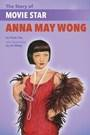 The Story of
MOVIE STAR
ANNA MAY WONG